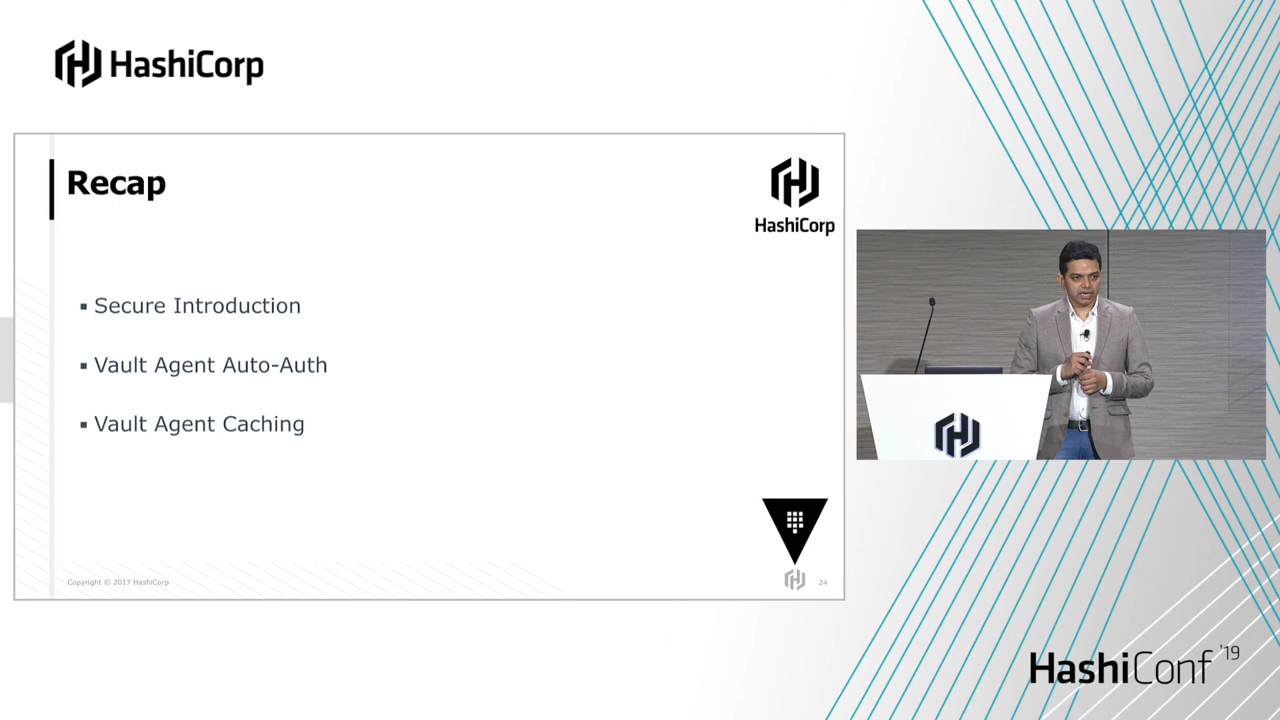 HashiCorp
Recap
HashiCorp
▪ Secure Introduction
▪ Vault Agent Auto-Auth
▪ Vault Agent Caching
Copyright © 2017 HashiCorp
24
HashiConf '19